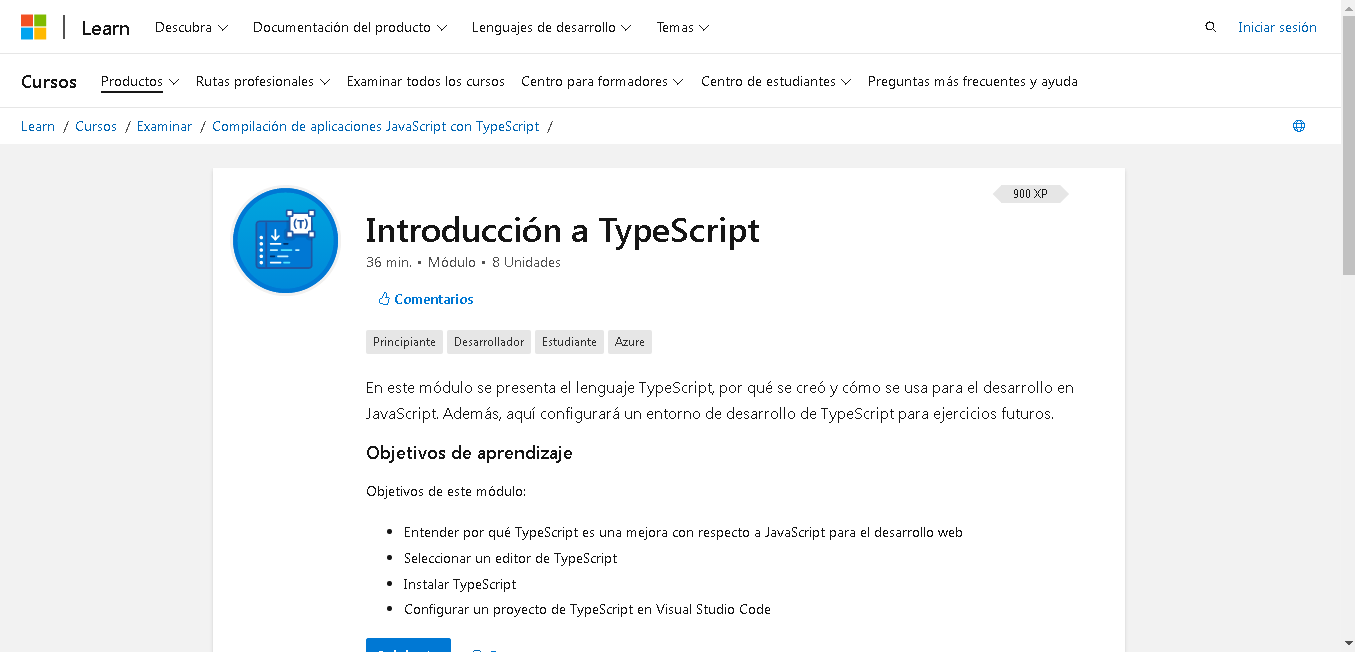 Learn Descubra Documentación del producto Lenguajes de desarrollo Temas Iniciar sesión
Cursos Productos Rutas profesionales Examinar todos los cursos Centro para formadores Centro de estudiantes Preguntas más frecuentes y ayuda
Learn / Cursos / Examinar / Compilación de aplicaciones JavaScript con TypeScript /
900 XP
(T)
Introducción a TypeScript
36 min. • Módulo • 8 Unidades
Comentarios
Principiante Desarrollador Estudiante Azure
En este módulo se presenta el lenguaje TypeScript, por qué se creó y cómo se usa para el desarrollo en
JavaScript. Además, aquí configurará un entorno de desarrollo de TypeScript para ejercicios futuros.
Objetivos de aprendizaje
Objetivos de este módulo:
• Entender por qué TypeScript es una mejora con respecto a JavaScript para el desarrollo web
• Seleccionar un editor de TypeScript
• Instalar TypeScript
• Configurar un proyecto de TypeScript en Visual Studio Code